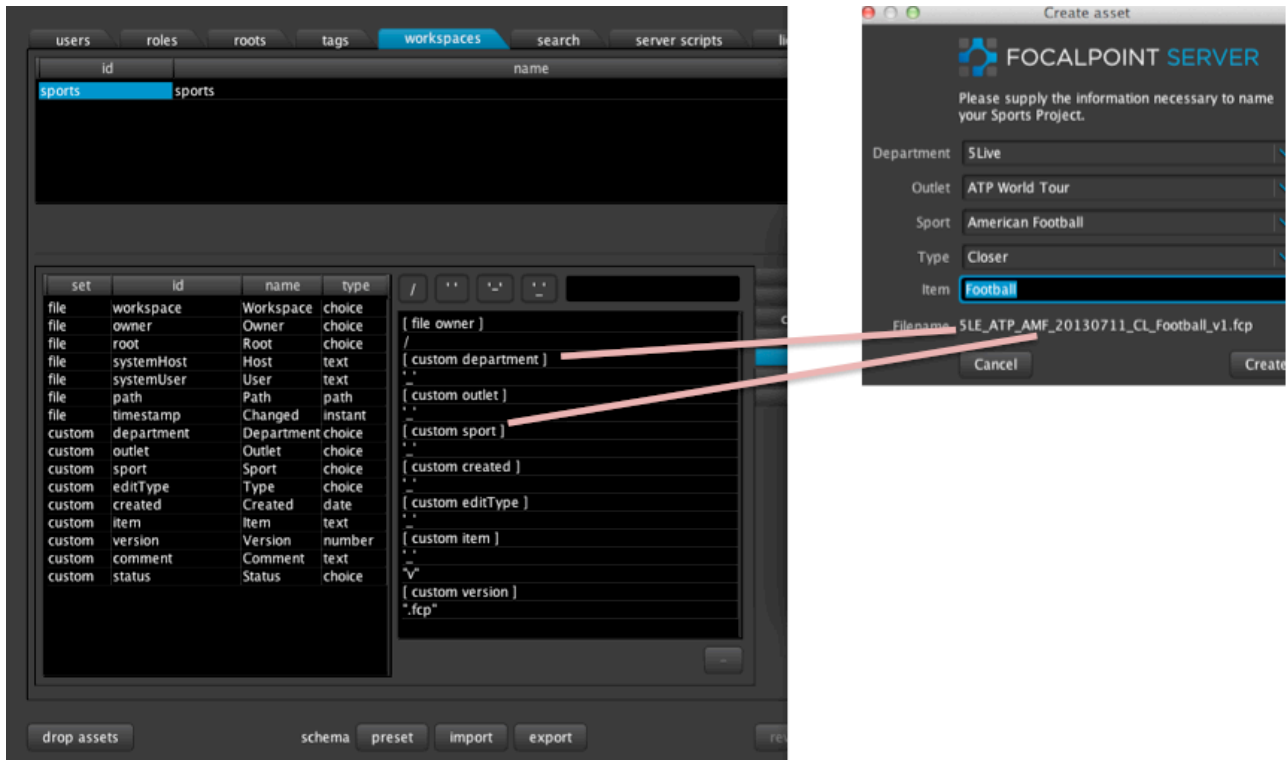 users roles roots tags workspaces search server scripts
id name
sports sports
set id name type
file workspace Workspace choice
file owner Owner choice
file root Root choice
file systemHost Host text
file systemUser User text
file path Path path
file timestamp Changed instant
custom department Department choice
custom outlet Outlet choice
custom sport Sport choice
custom editType Type choice
custom created Created date
custom item Item text
custom version Version number
custom comment Comment text
custom status Status choice
/ ' ' '-' '_'
[ file owner ]
/
[ custom department ]
'_'
[ custom outlet ]
'_'
[ custom sport ]
'_'
[ custom created ]
'_'
[ custom editType ]
'_'
[ custom item ]
'_'
"v"
[ custom version ]
".fcp"
-
drop assets schema preset import export
Create asset
FOCALPOINT SERVER
Please supply the information necessary to name
your Sports Project.
Department 5Live
Outlet ATP World Tour
Sport American Football
Type Closer
Item Football
Filename 5LE_ATP_AMF_20130711_CL_Football_v1.fcp
Cancel Create